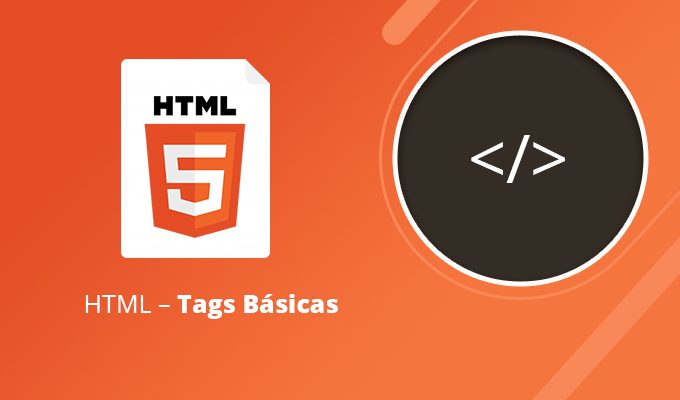 HTML
5
</>
HTML – Tags Básicas